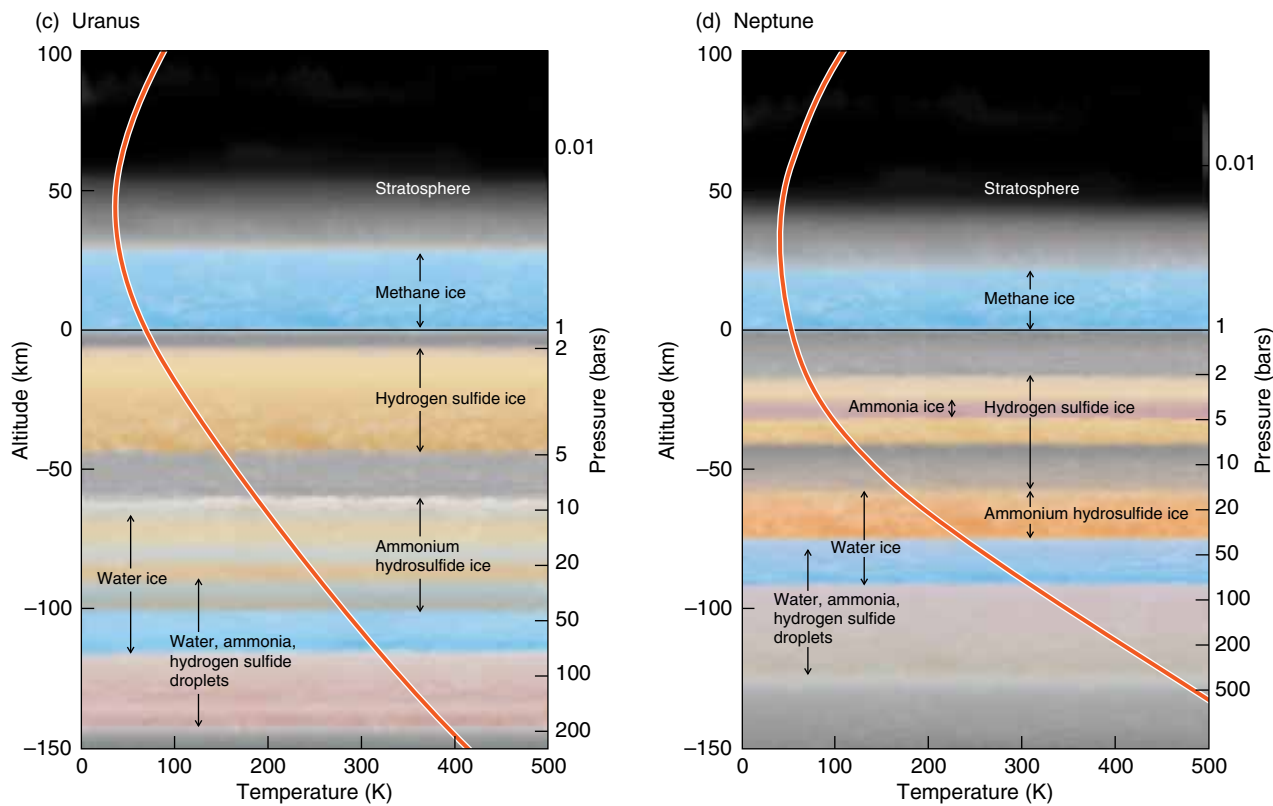 (c) Uranus
100
50
0
–50
–100
–150
Altitude (km)
0.01
1
2
5
10
20
50
100
200
Pressure (bars)
Stratosphere
Methane ice
Hydrogen sulfide ice
Ammonium
hydrosulfide ice
Water ice
Water, ammonia,
hydrogen sulfide
droplets
0 100 200 300 400 500
Temperature (K)
(d) Neptune
100
50
0
–50
–100
–150
Altitude (km)
0.01
1
2
5
10
20
50
100
200
500
Pressure (bars)
Stratosphere
Methane ice
Ammonia ice
Hydrogen sulfide ice
Ammonium hydrosulfide ice
Water ice
Water, ammonia,
hydrogen sulfide
droplets
0 100 200 300 400 500
Temperature (K)